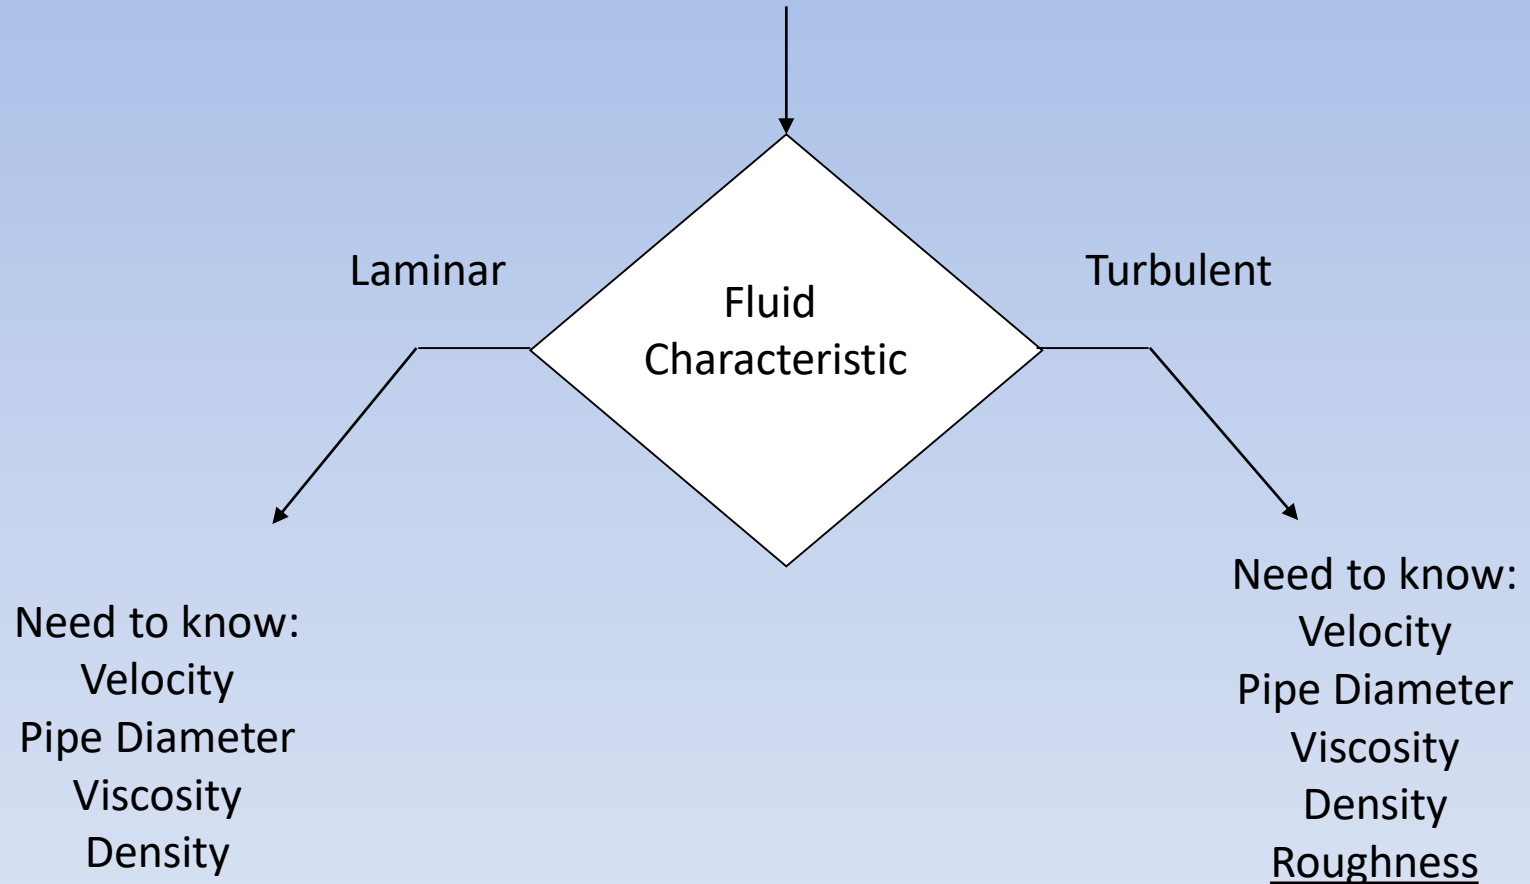 Laminar
Fluid
Characteristic
Turbulent
Need to know:
Velocity
Pipe Diameter
Viscosity
Density
Need to know:
Velocity
Pipe Diameter
Viscosity
Density
Roughness